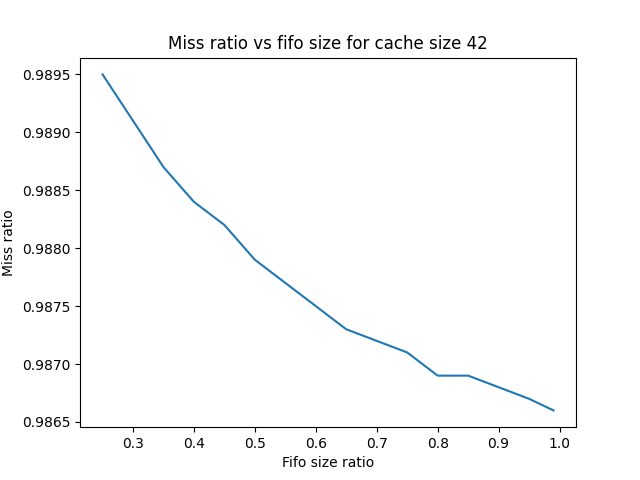 Miss ratio vs fifo size for cache size 42
0.9895
0.9890
0.9885
0.9880
0.9875
0.9870
0.9865
Miss ratio
0.3 0.4 0.5 0.6 0.7 0.8 0.9 1.0
Fifo size ratio